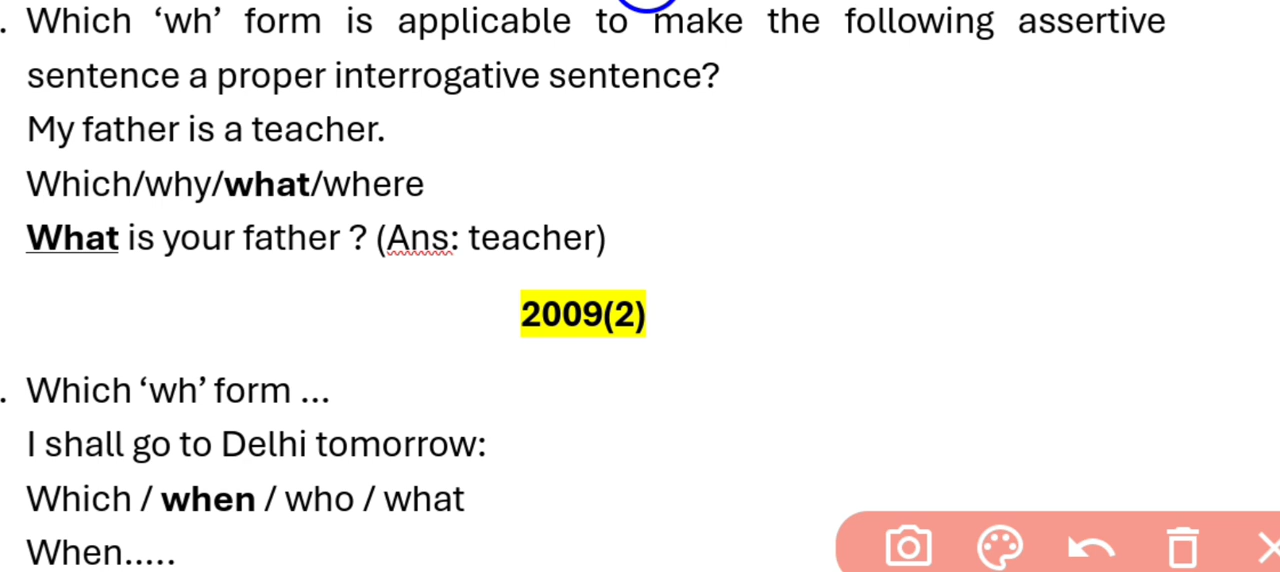 . Which ‘wh’ form is applicable to make the following assertive
sentence a proper interrogative sentence?
My father is a teacher.
Which/why/what/where
What is your father ? (Ans: teacher)
2009(2)
. Which ‘wh’ form ...
I shall go to Delhi tomorrow:
Which / when / who / what
When.....